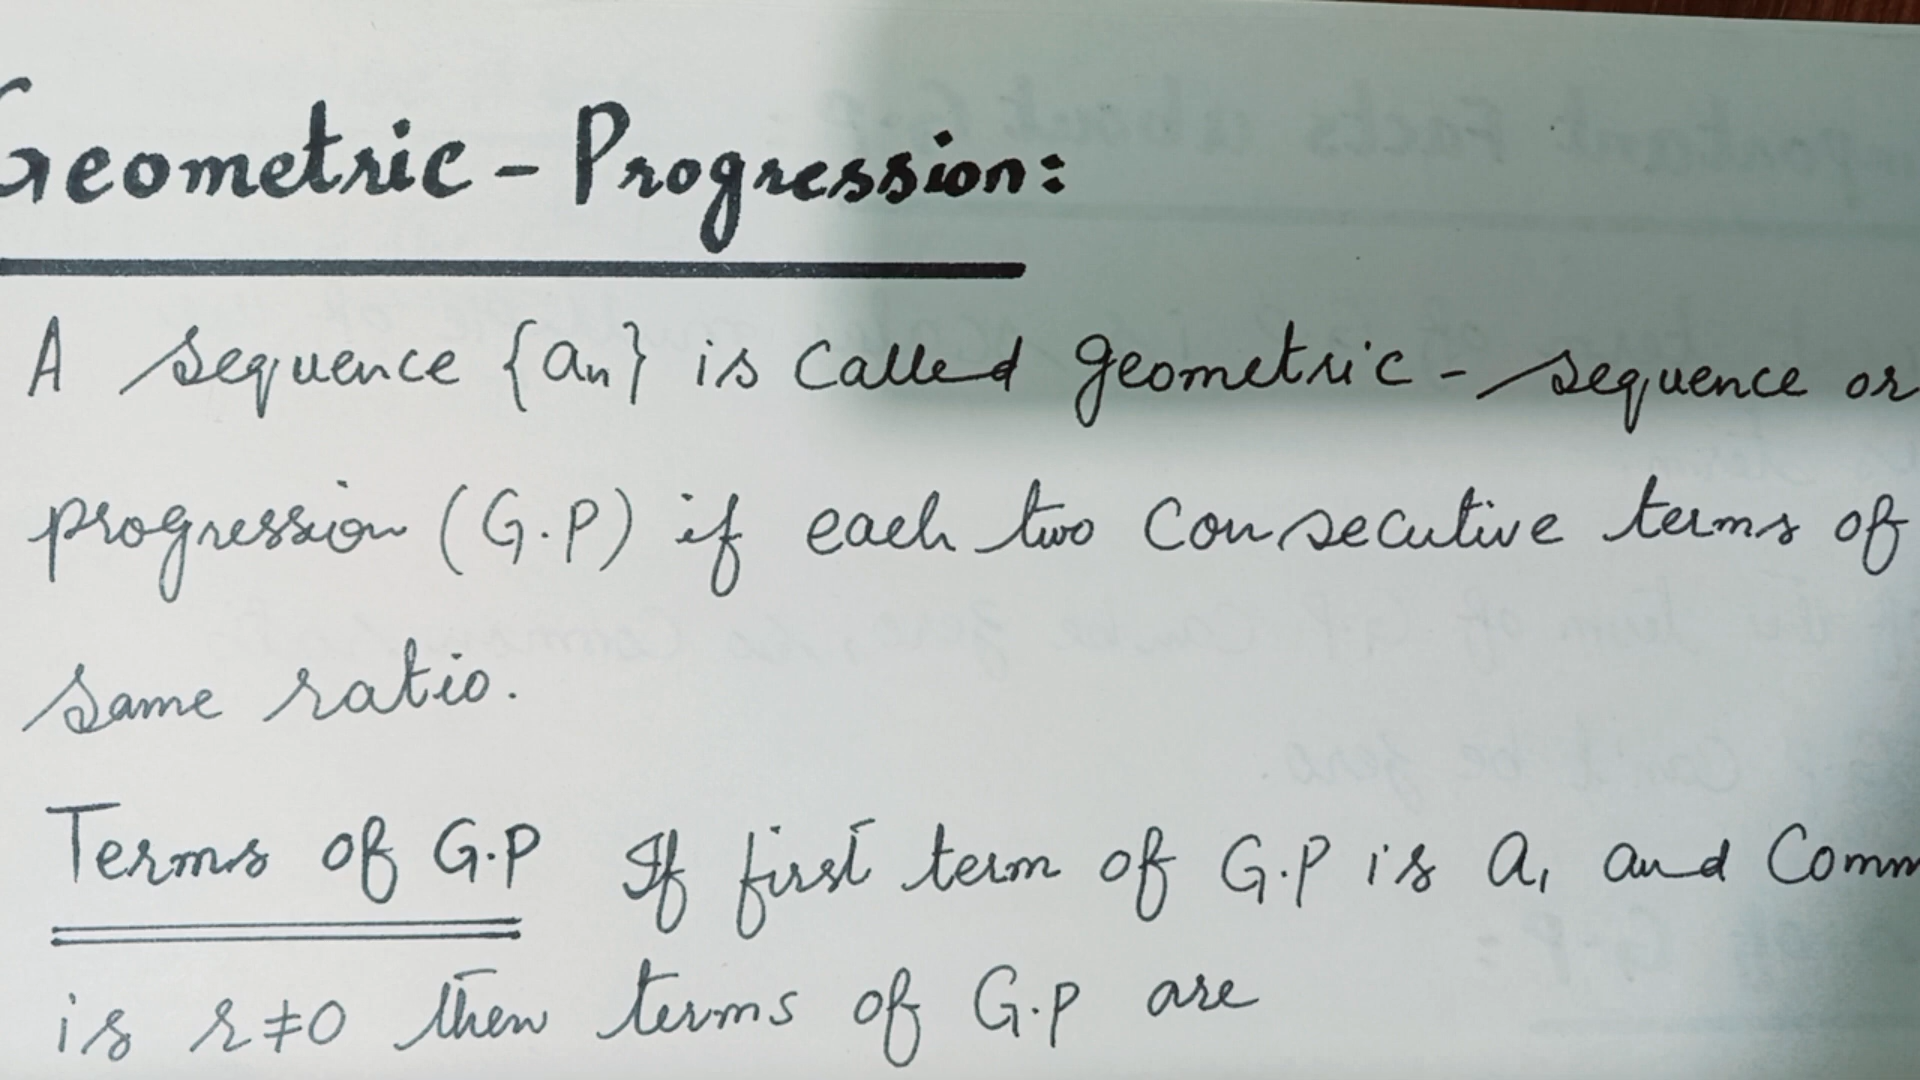 Geometric - Progression:
A sequence {an} is called geometric - sequence or
progression (G.P) if each two consecutive terms of
same ratio.
Terms of G.P If first term of G.P is a₁ and Comm
is r≠0 then terms of G.P are